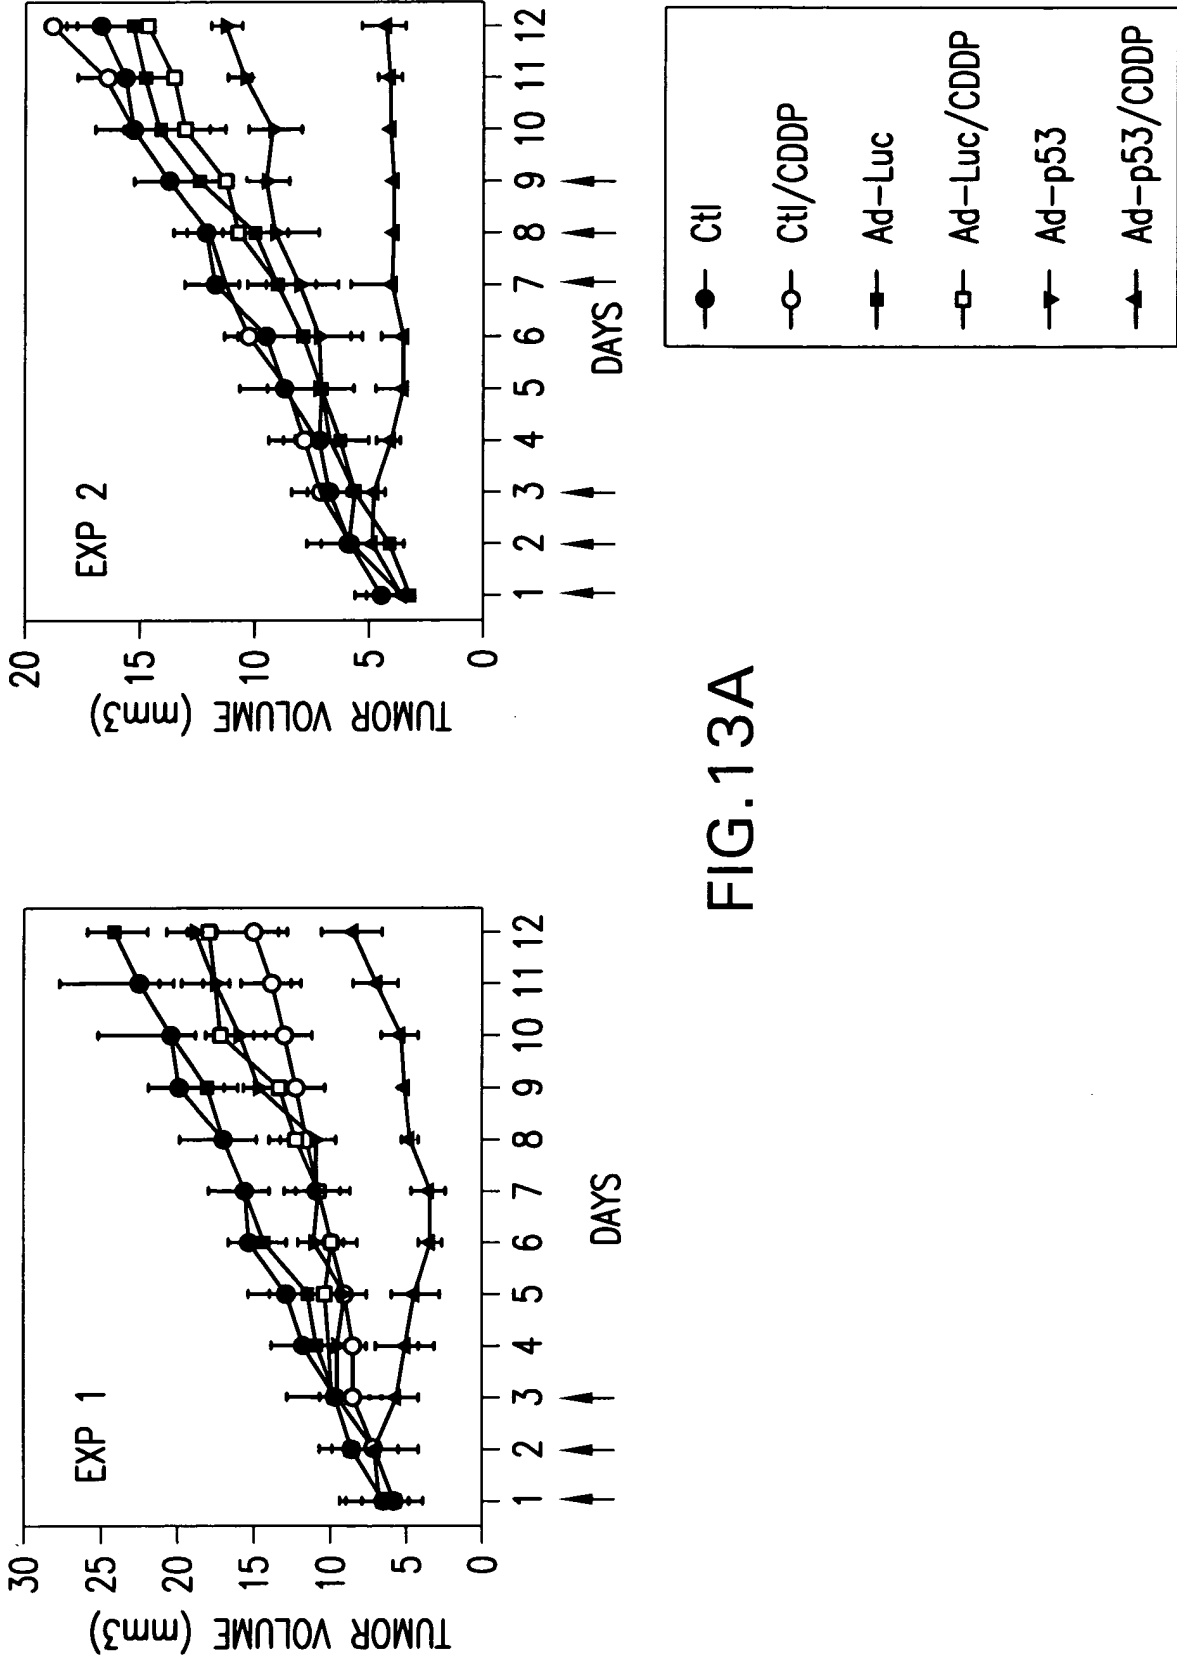 EXP 1
30
25
20
15
10
5
0
TUMOR VOLUME (mm3)
1 2 3 4 5 6 7 8 9 10 11 12
DAYS
EXP 2
20
15
10
5
0
TUMOR VOLUME (mm3)
1 2 3 4 5 6 7 8 9 10 11 12
DAYS
FIG.13A
Ctl
Ctl/CDDP
Ad-Luc
Ad-Luc/CDDP
Ad-p53
Ad-p53/CDDP